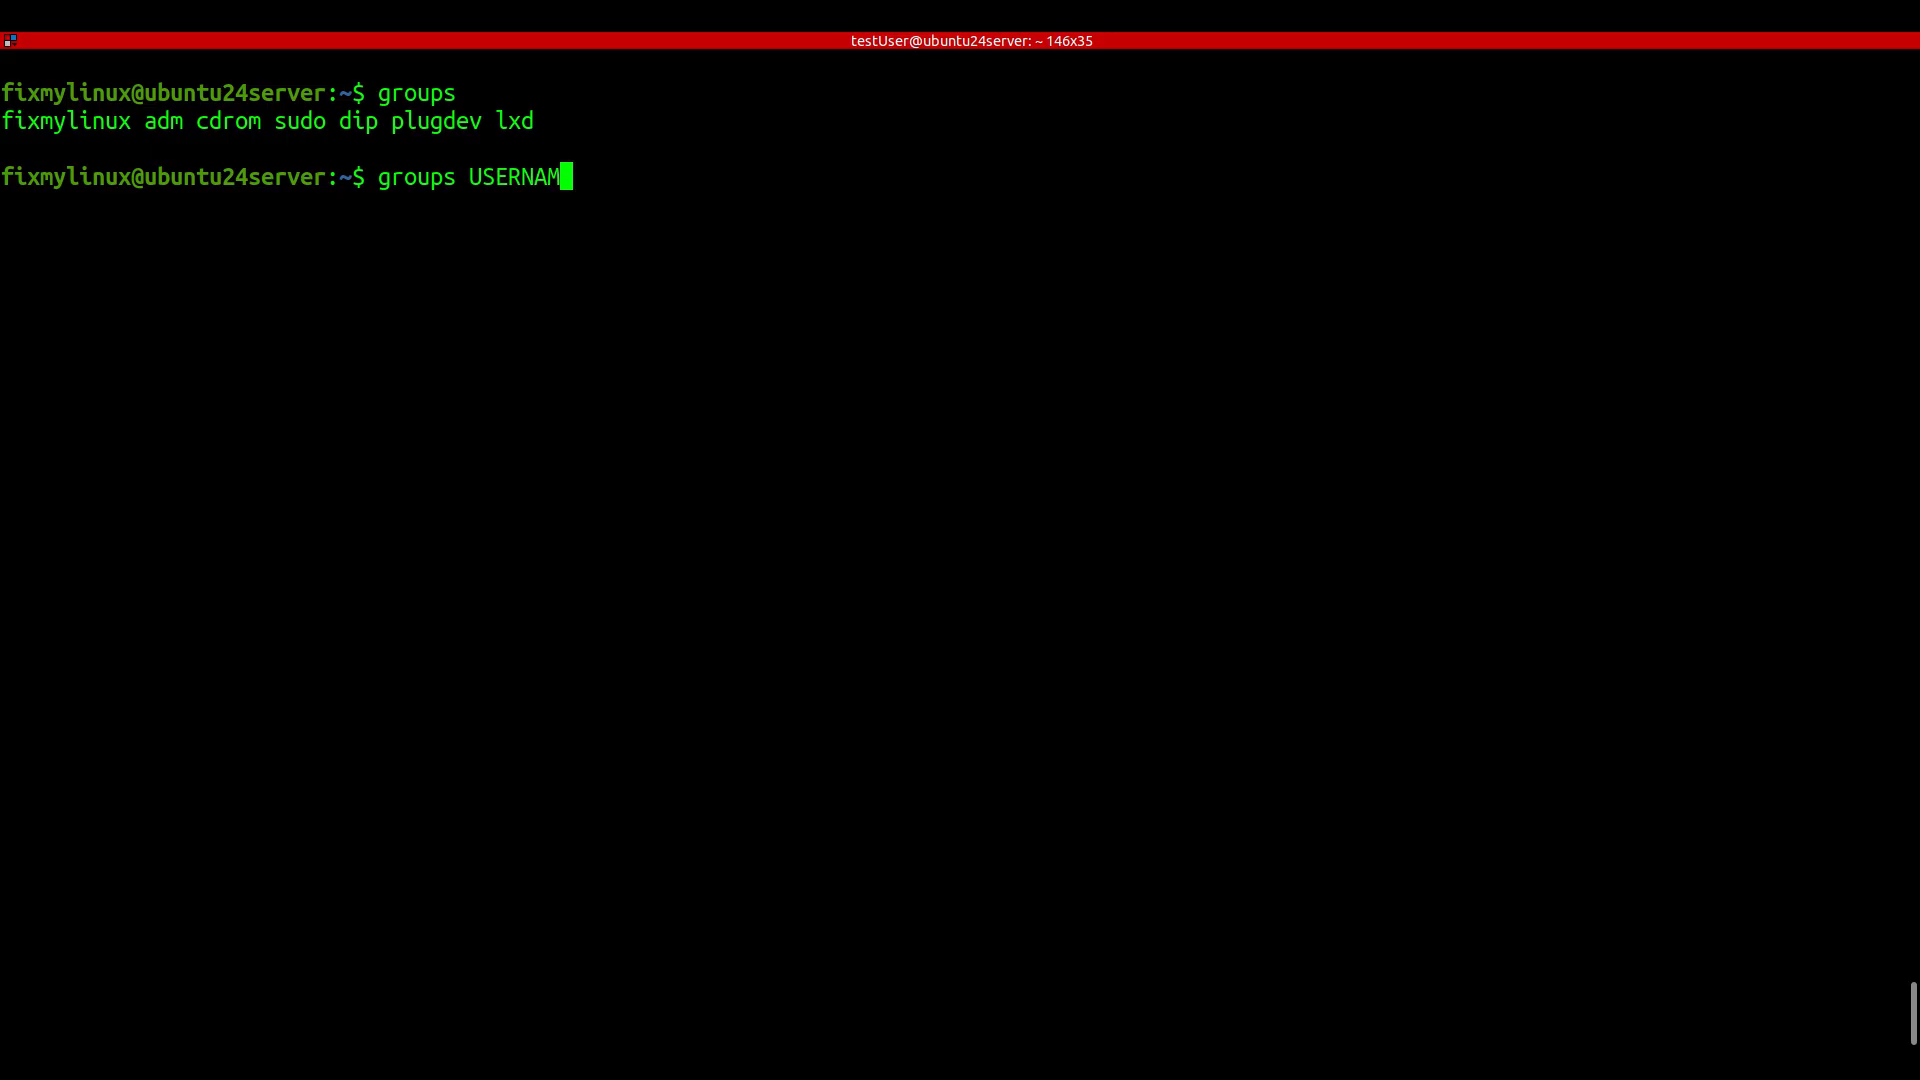 testUser@ubuntu24server: ~ 146x35
fixmylinux@ubuntu24server:~$ groups
fixmylinux adm cdrom sudo dip plugdev lxd
fixmylinux@ubuntu24server:~$ groups USERNAM